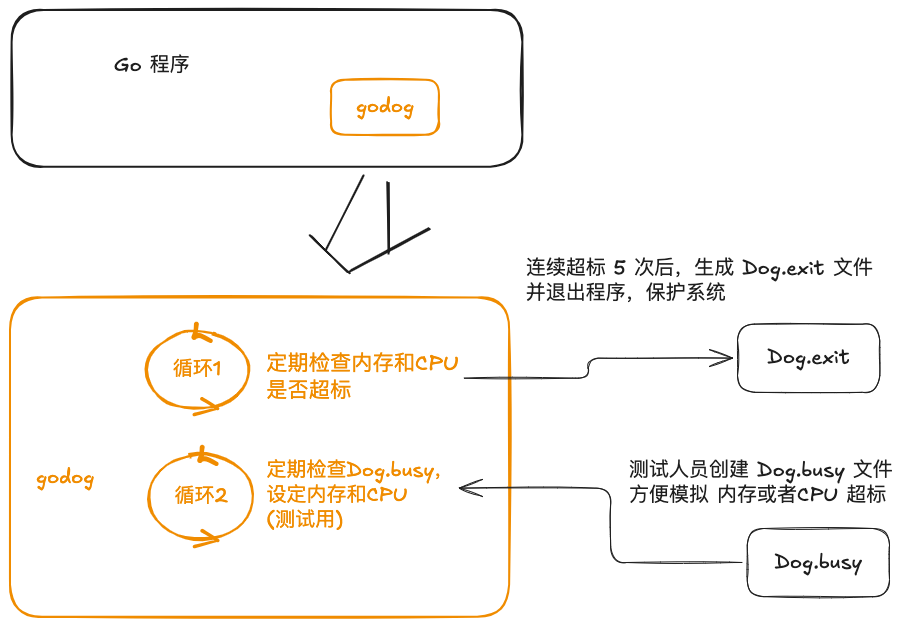 Go 程序
godog
连续超标 5 次后，生成 Dog.exit 文件
并退出程序，保护系统
循环1
定期检查内存和CPU
是否超标
Dog.exit
godog
循环2
定期检查Dog.busy,
设定内存和CPU
(测试用)
测试人员创建 Dog.busy 文件
方便模拟 内存或者CPU 超标
Dog.busy